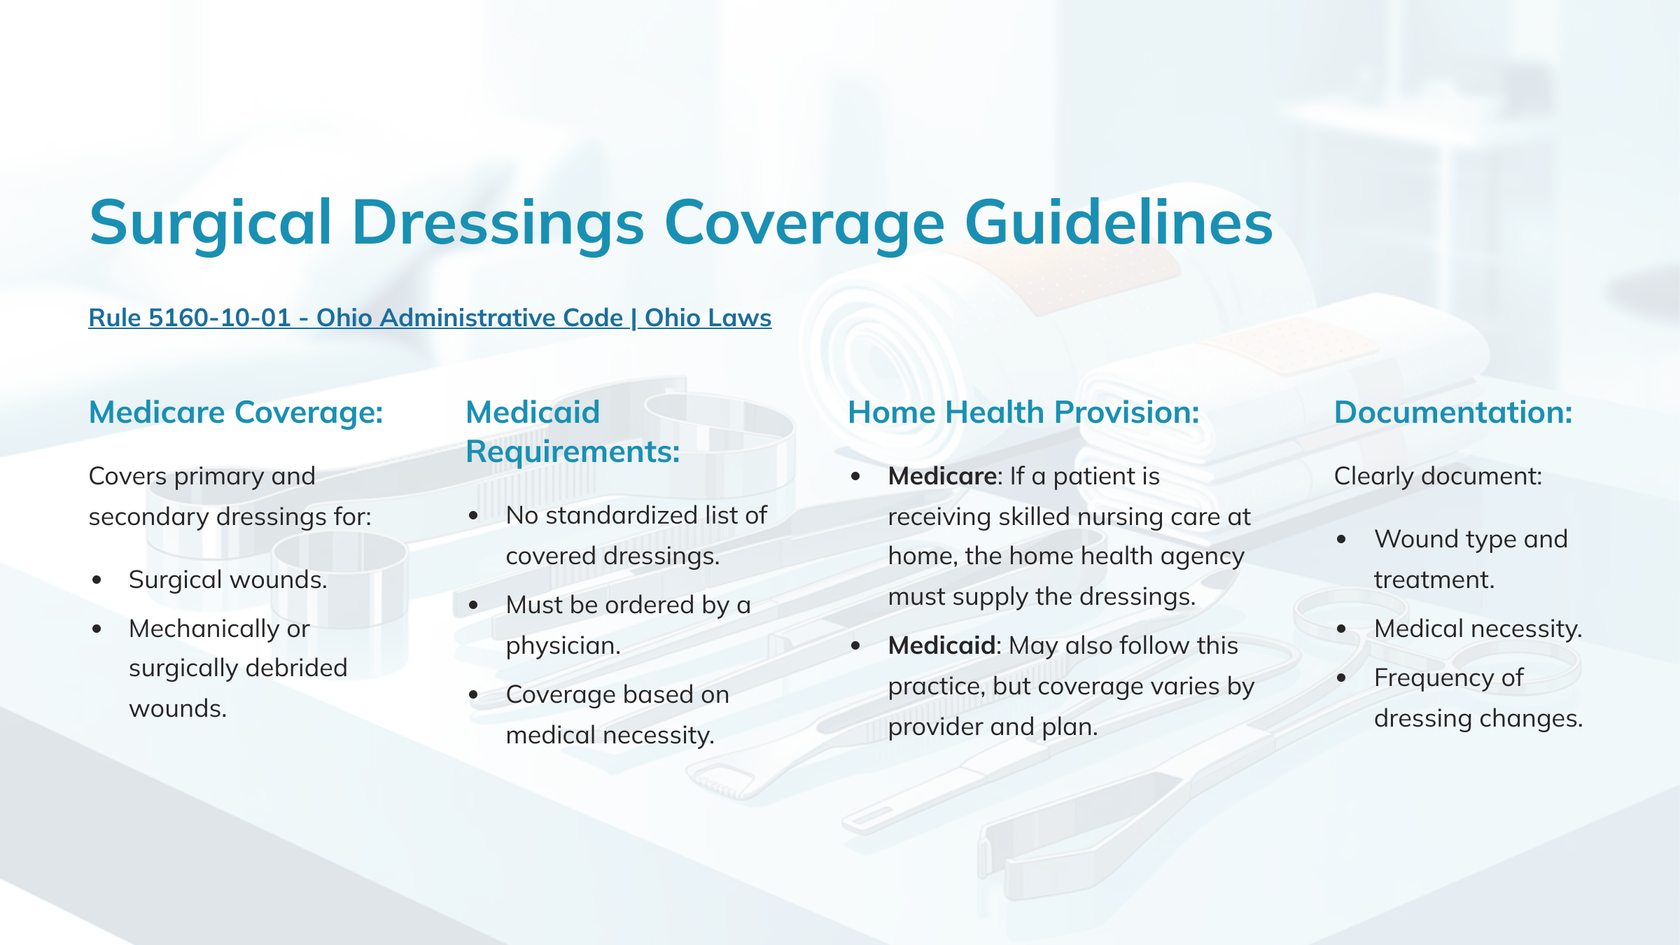 Surgical Dressings Coverage Guidelines
Rule 5160-10-01 - Ohio Administrative Code | Ohio Laws
Medicare Coverage:
Covers primary and
secondary dressings for:
• Surgical wounds.
• Mechanically or
surgically debrided
wounds.
Medicaid
Requirements:
• No standardized list of
covered dressings.
• Must be ordered by a
physician.
• Coverage based on
medical necessity.
Home Health Provision:
• Medicare: If a patient is
receiving skilled nursing care at
home, the home health agency
must supply the dressings.
• Medicaid: May also follow this
practice, but coverage varies by
provider and plan.
Documentation:
Clearly document:
• Wound type and
treatment.
• Medical necessity.
• Frequency of
dressing changes.